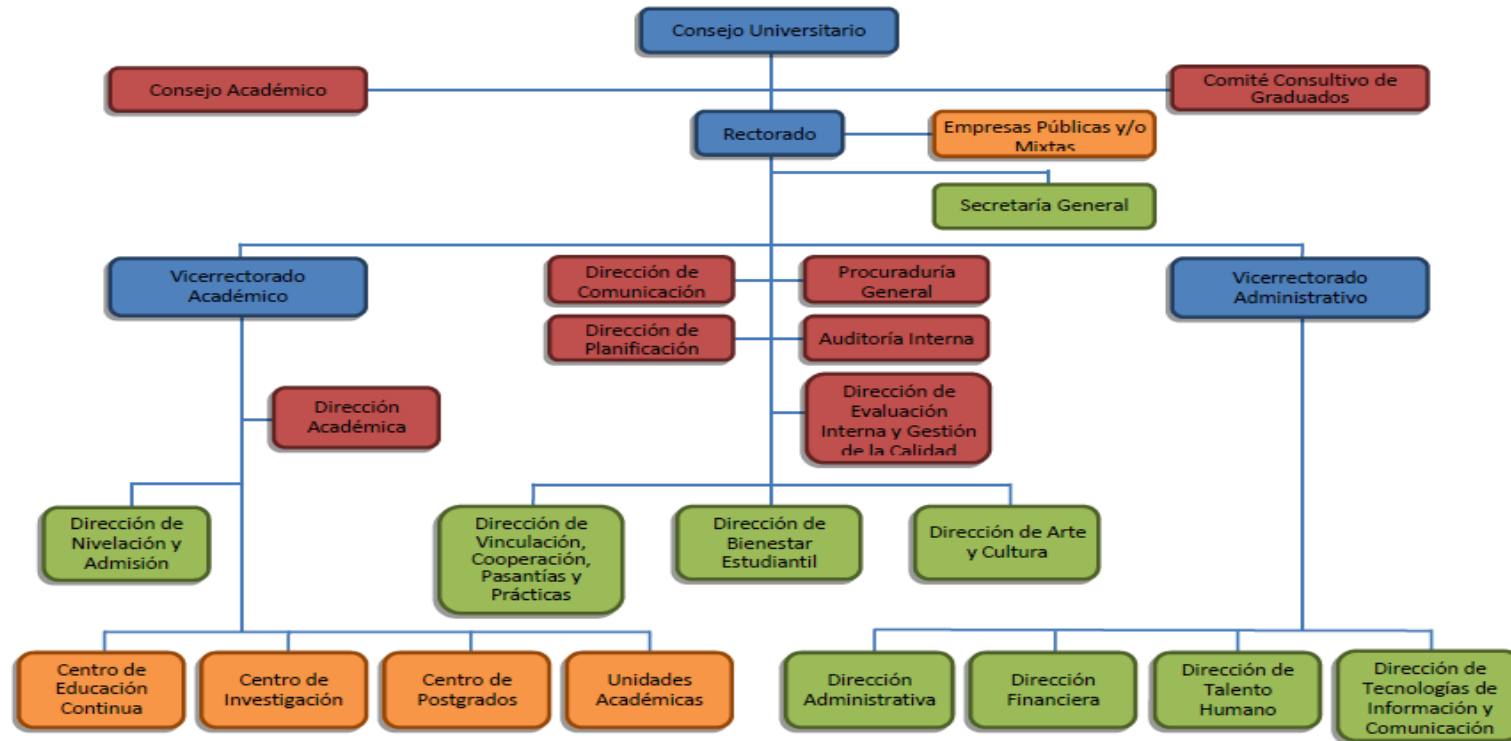 Consejo Universitario
Consejo Académico
Comité Consultivo de
Graduados
Rectorado
Empresas Públicas y/o
Mixtas
Secretaría General
Vicerrectorado
Académico
Dirección de
Comunicación
Procuraduría
General
Vicerrectorado
Administrativo
Dirección de
Planificación
Auditoría Interna
Dirección
Académica
Dirección de
Evaluación
Interna y Gestión
de la Calidad
Dirección de
Nivelación y
Admisión
Dirección de
Vinculación,
Cooperación,
Pasantías y
Prácticas
Dirección de
Bienestar
Estudiantil
Dirección de Arte
y Cultura
Centro de
Educación
Continua
Centro de
Investigación
Centro de
Postgrados
Unidades
Académicas
Dirección
Administrativa
Dirección
Financiera
Dirección de
Talento
Humano
Dirección de
Tecnologías de
Información y
Comunicación